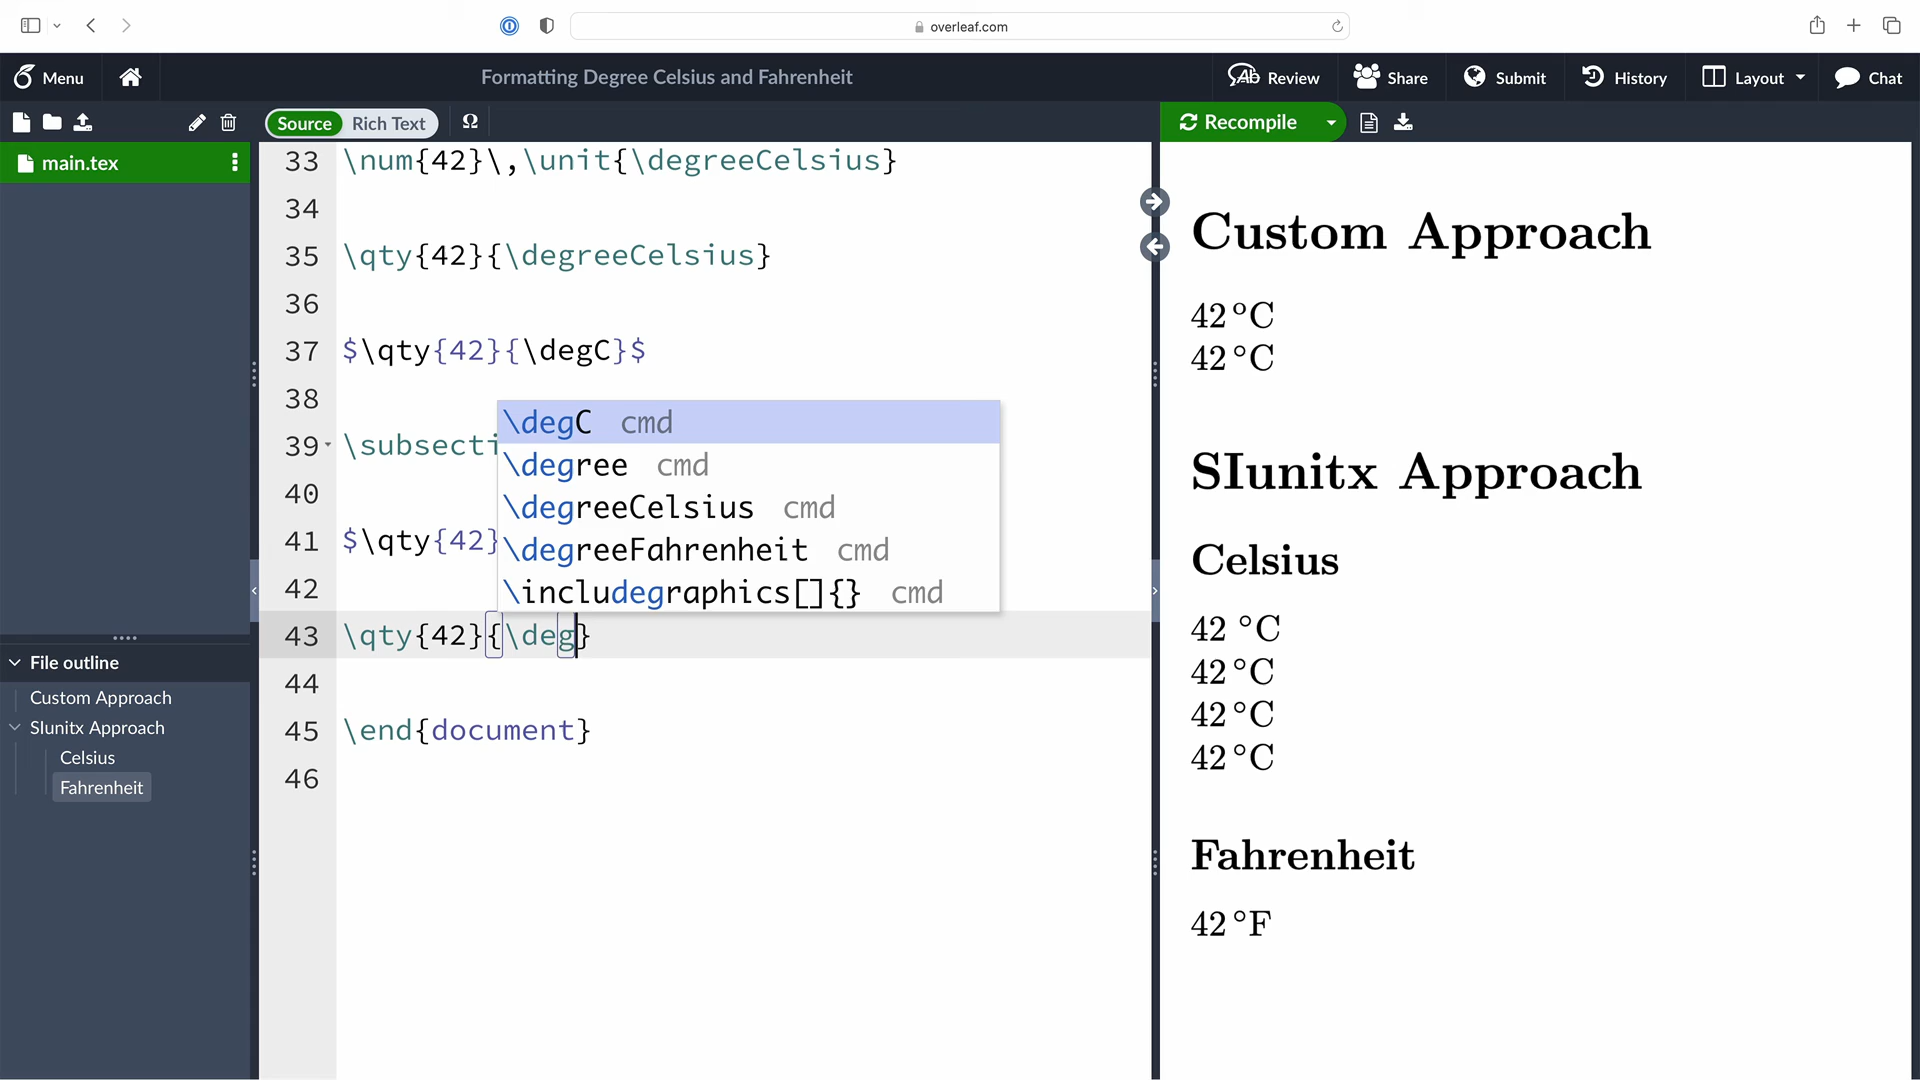 overleaf.com
Menu
Formatting Degree Celsius and Fahrenheit
Review
Share
Submit
History
Layout
Chat
Source
Rich Text
Ω
Recompile
main.tex
File outline
Custom Approach
SIunitx Approach
Celsius
Fahrenheit
33 \num{42}\,\unit{\degreeCelsius}
34
35 \qty{42}{\degreeCelsius}
36
37 $\qty{42}{\degC}$
38
39 \subsecti
40
41 $\qty{42}
42
43 \qty{42}{\deg}
44
45 \end{document}
46
\degC cmd
\degree cmd
\degreeCelsius cmd
\degreeFahrenheit cmd
\includegraphics[]{} cmd
Custom Approach
42 °C
42 °C
SIunitx Approach
Celsius
42 °C
42 °C
42 °C
42 °C
Fahrenheit
42 °F